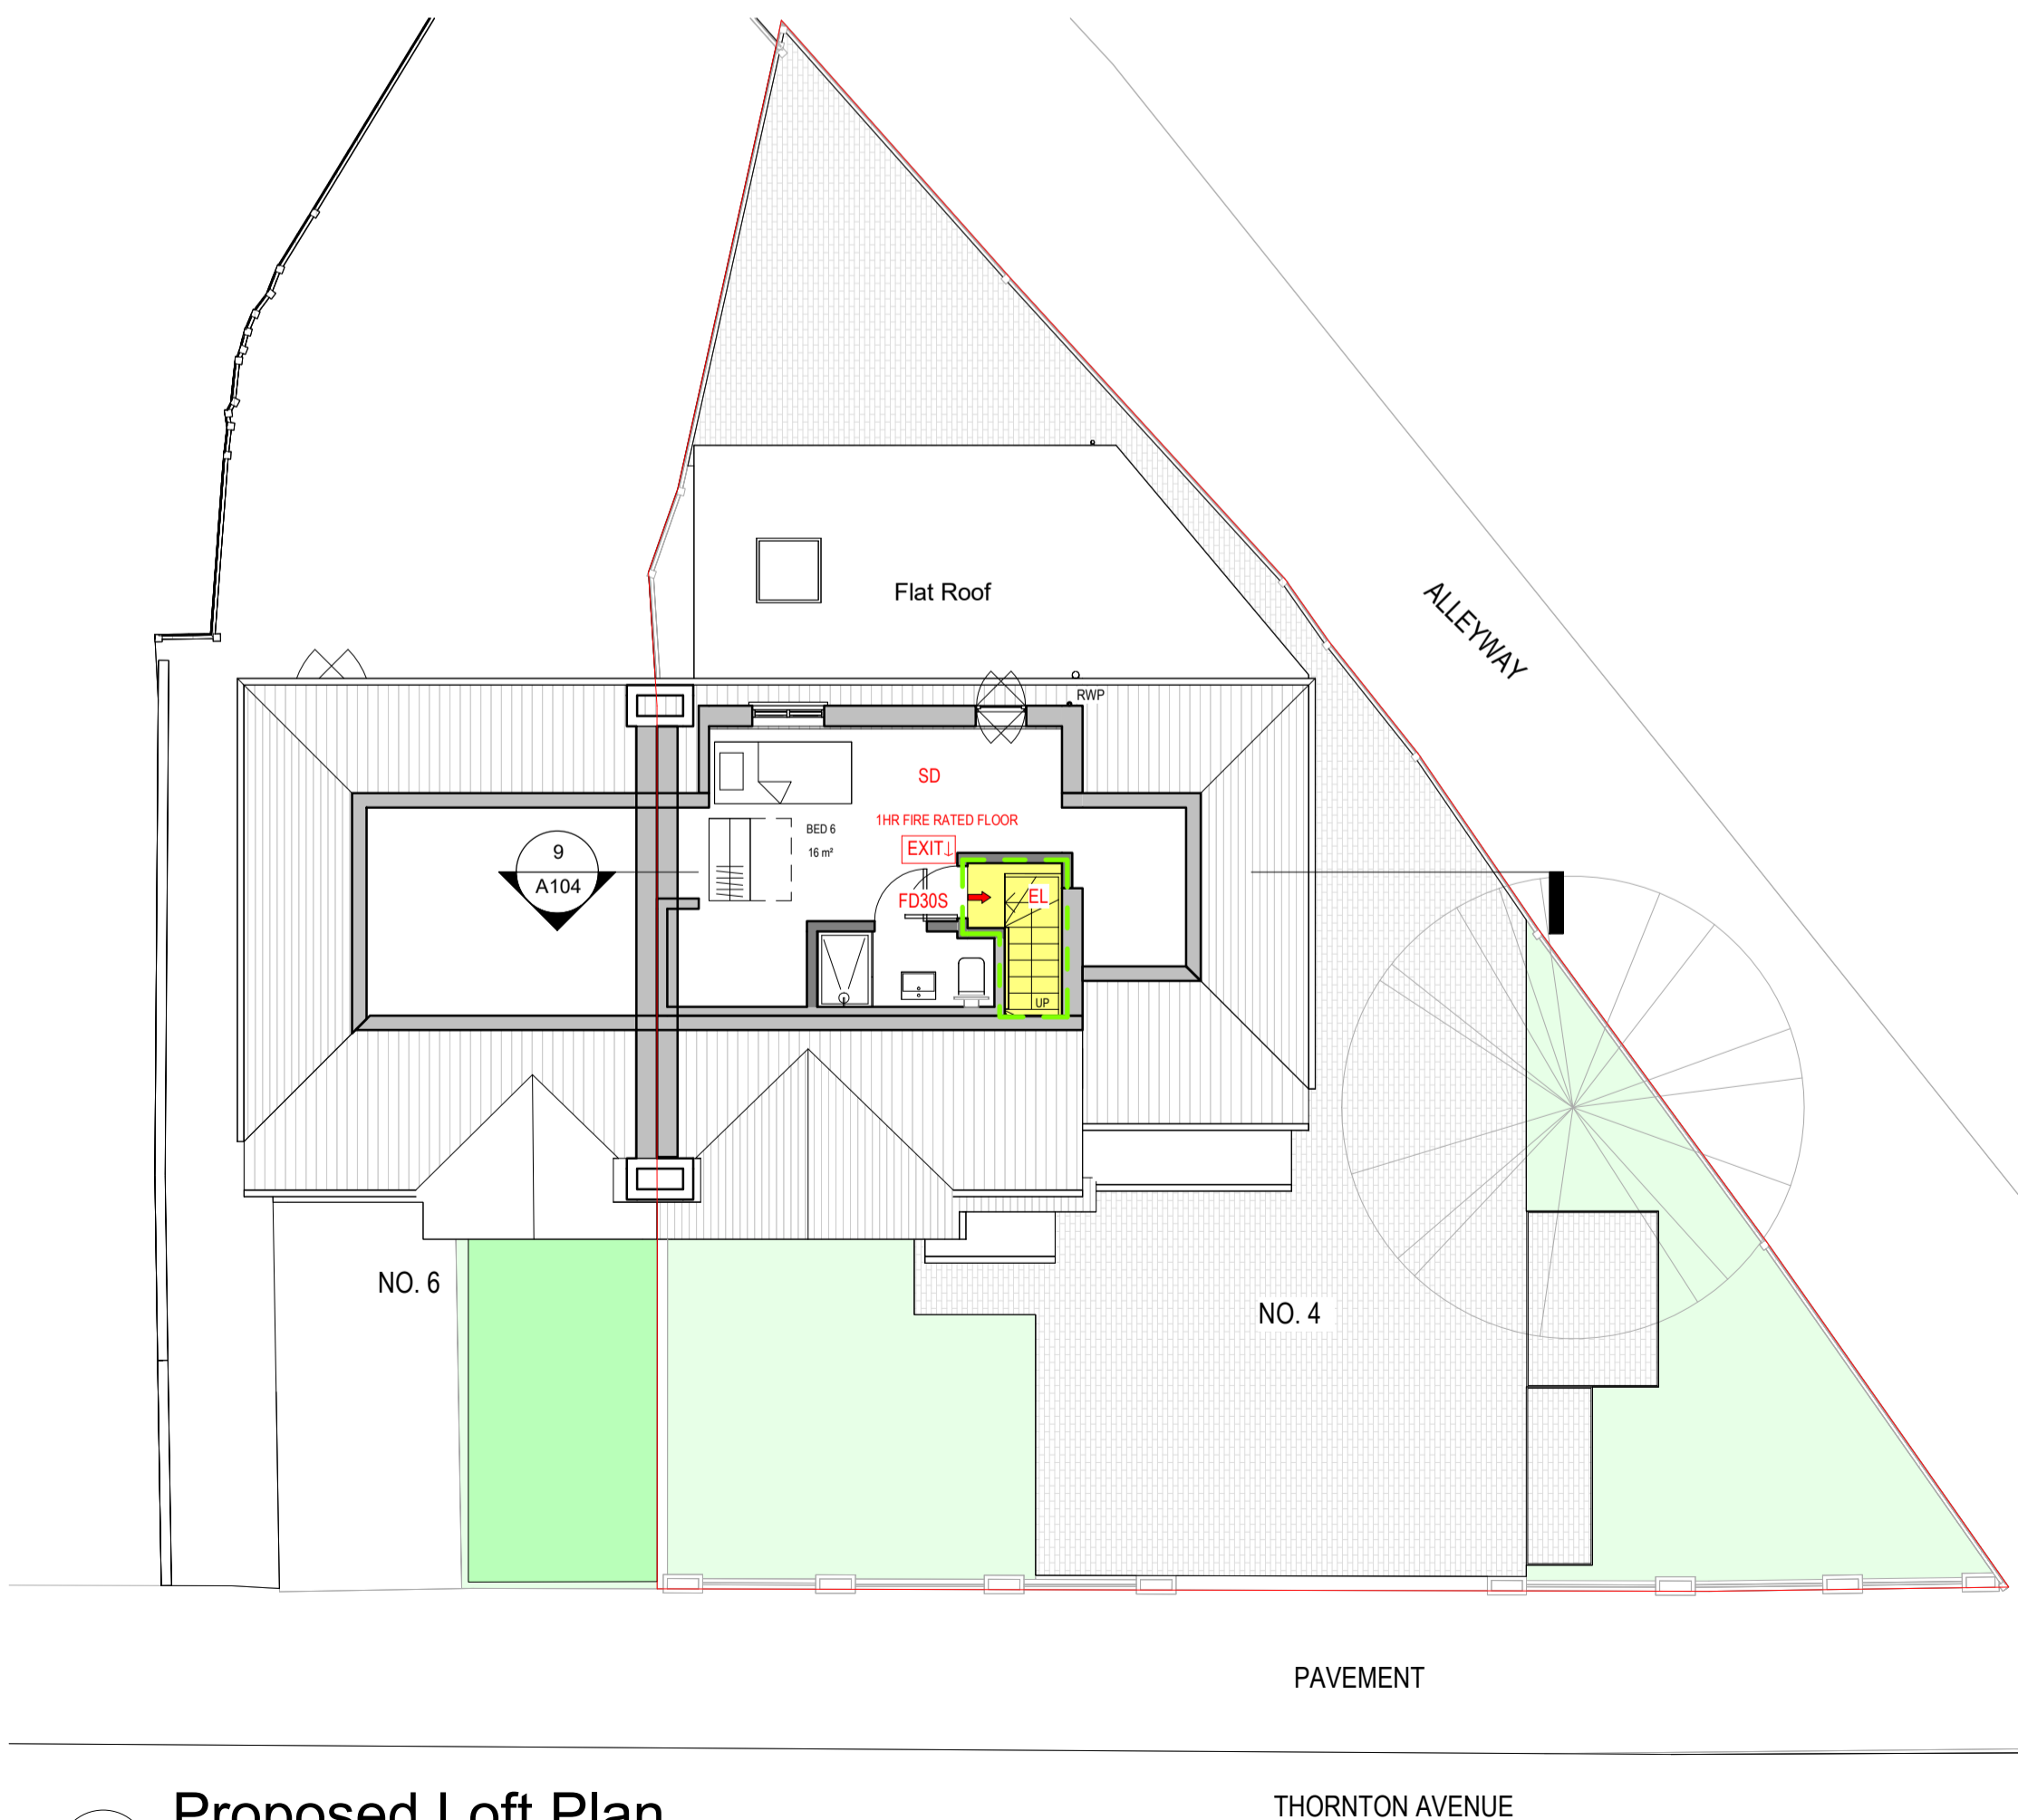 Flat Roof
ALLEYWAY
RWP
SD
1HR FIRE RATED FLOOR
BED 6
16 m²
EXIT↓
9
A104
FD30S
EL
UP
NO. 6
NO. 4
PAVEMENT
Proposed Loft Plan
THORNTON AVENUE